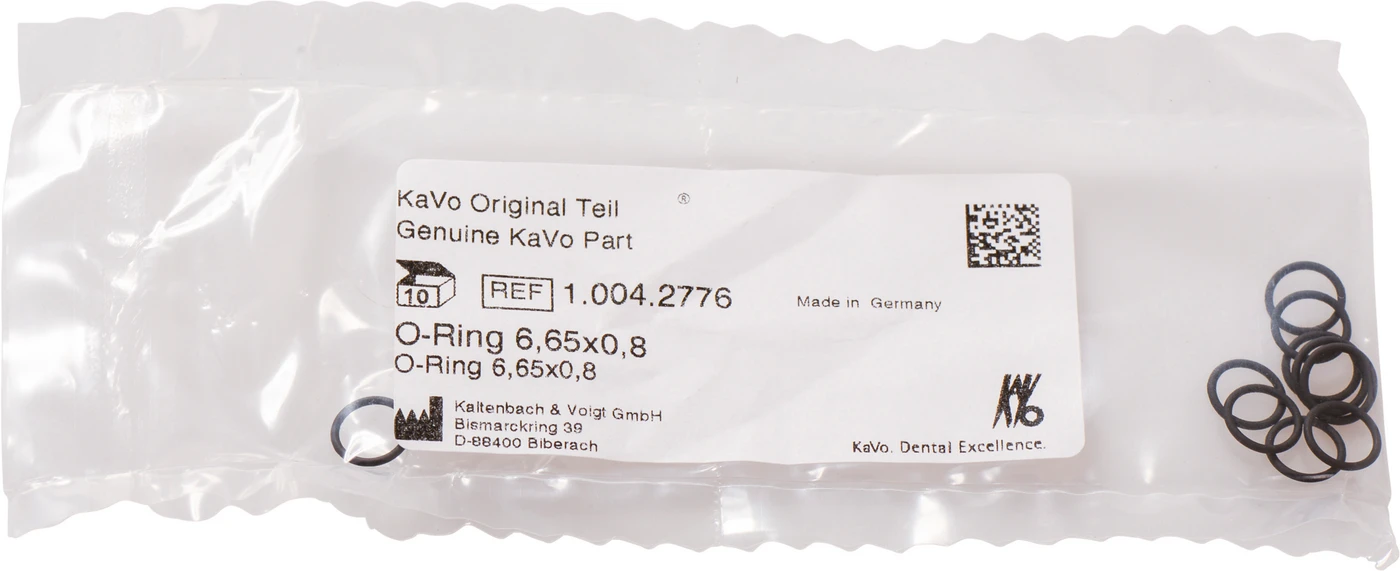 KaVo Original Teil ®
Genuine KaVo Part
10 REF 1.004.2776 Made in Germany
O-Ring 6,65x0,8
O-Ring 6,65x0,8
Kaltenbach & Voigt GmbH
Bismarckring 39
D-88400 Biberach
KaVo
KaVo. Dental Excellence.